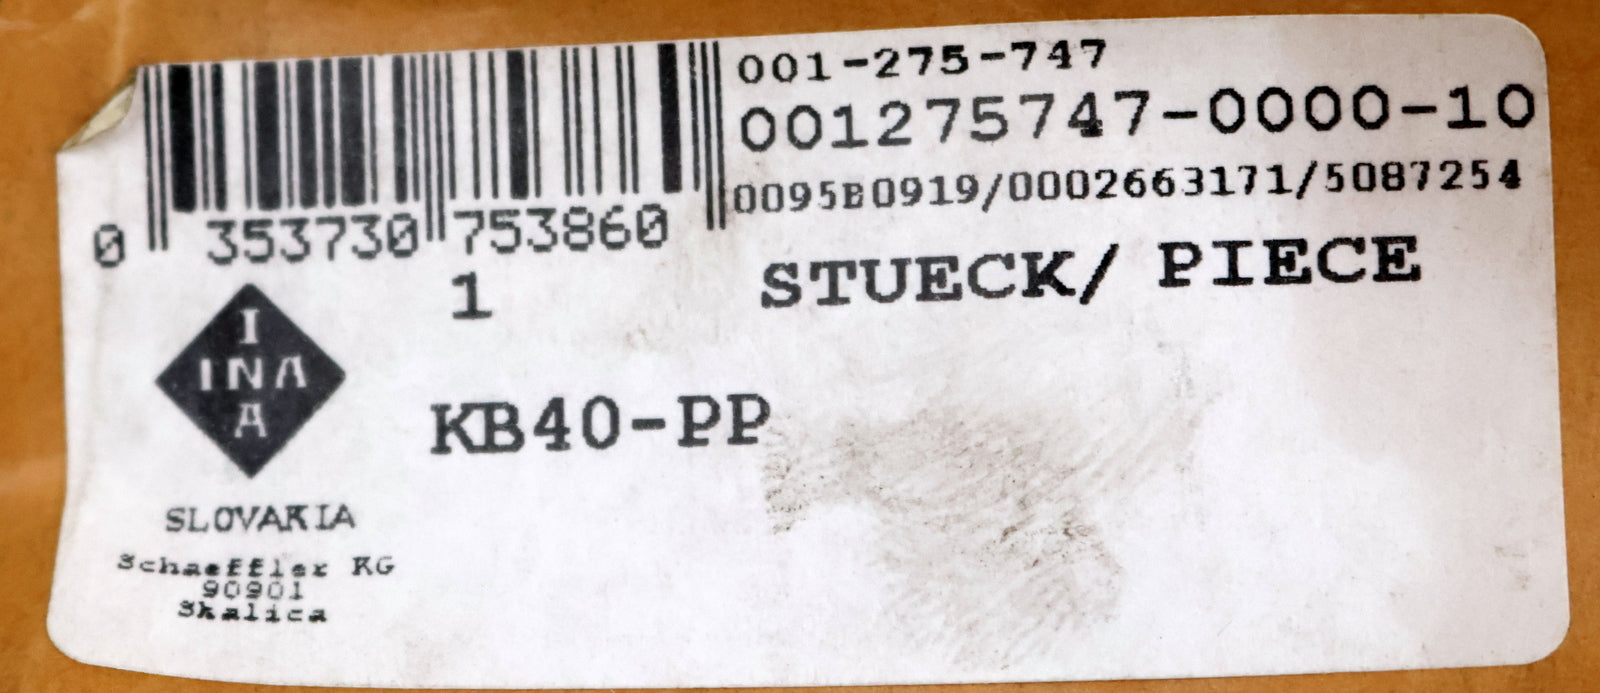 001-275-747
001275747-0000-10
0095B0919/0002663171/5087254
0 353730 753860
1 STUECK/ PIECE
I
INA
A
KB40-PP
SLOVAKIA
Schaeffler KG
90901
Skalica